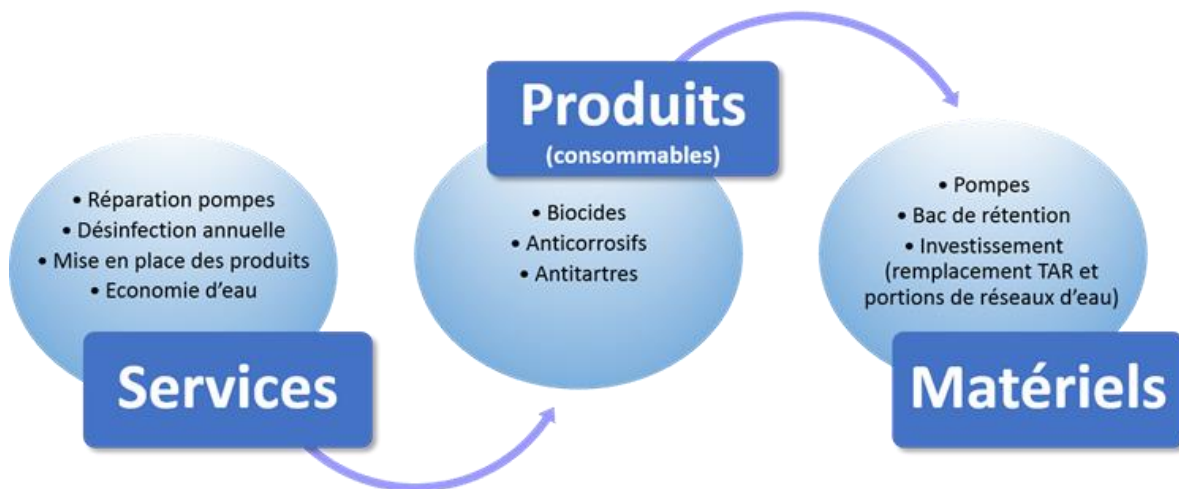 • Réparation pompes
• Désinfection annuelle
• Mise en place des produits
• Economie d'eau
Services
Produits
(consommables)
• Biocides
• Anticorrosifs
• Antitartres
• Pompes
• Bac de rétention
• Investissement
(remplacement TAR et
portions de réseaux d'eau)
Matériels